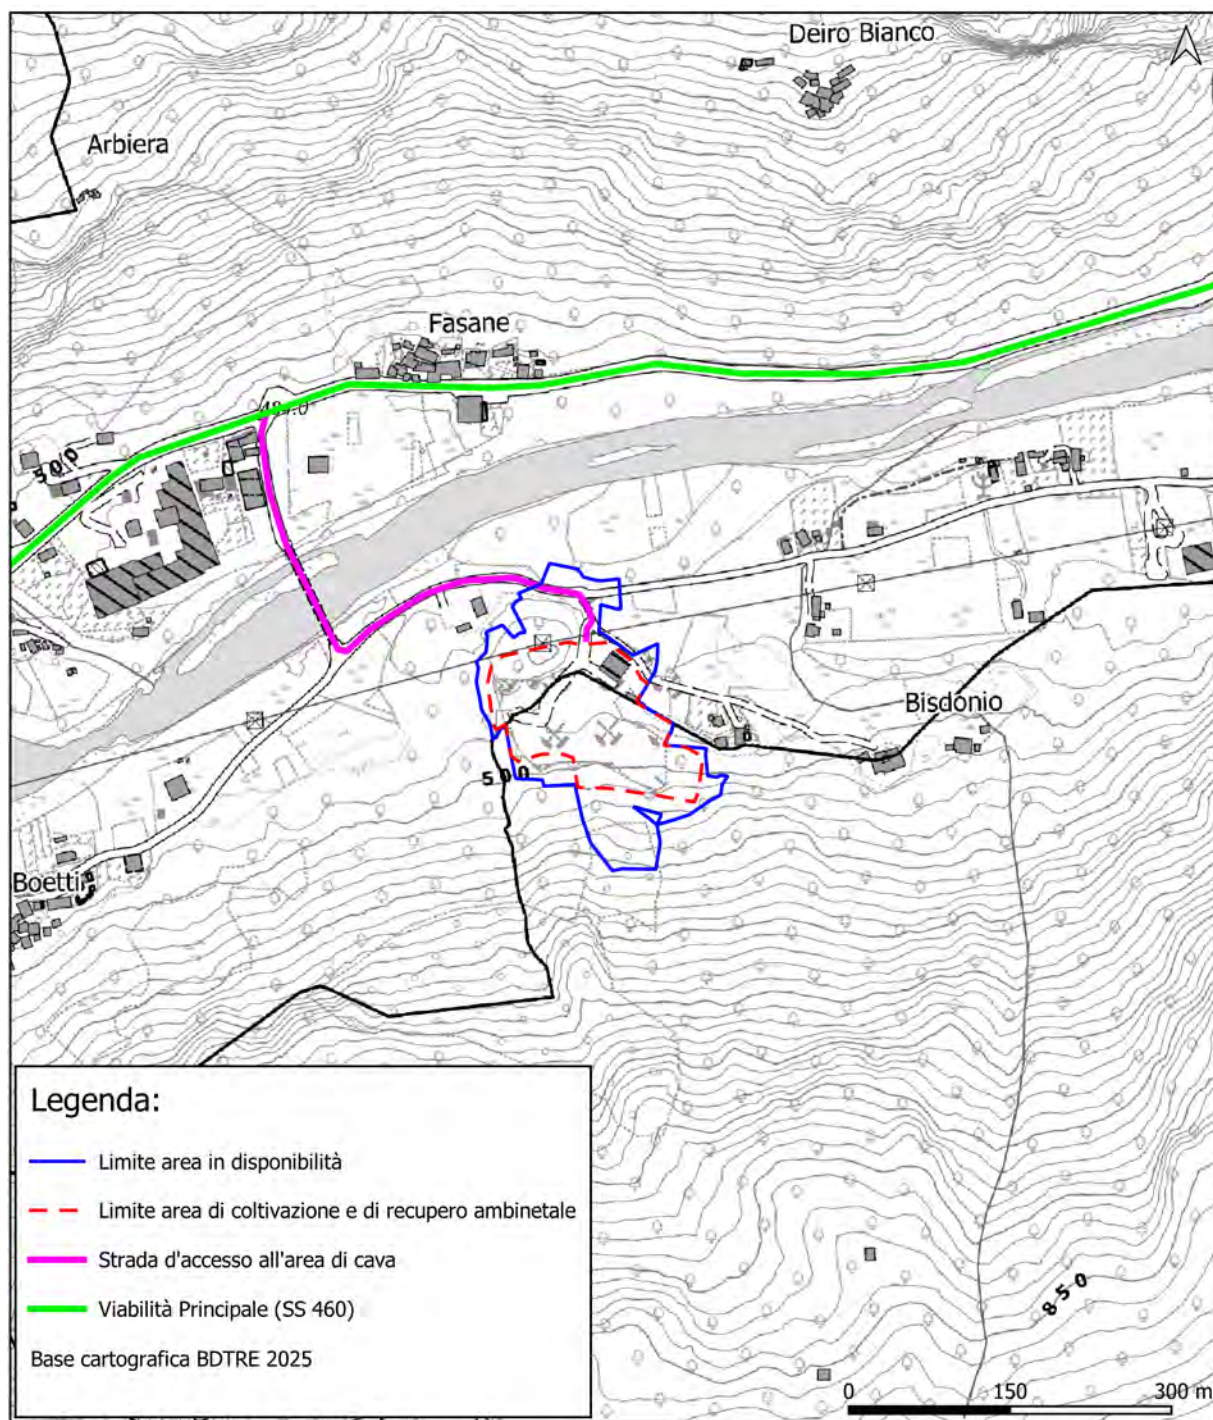 Deiro Bianco
Arbiera
Fasane
484.0
500
Bisdonio
500
Boetti
Legenda:
Limite area in disponibilità
Limite area di coltivazione e di recupero ambinetale
Strada d'accesso all'area di cava
Viabilità Principale (SS 460)
Base cartografica BDTRE 2025
850
0 150 300 m